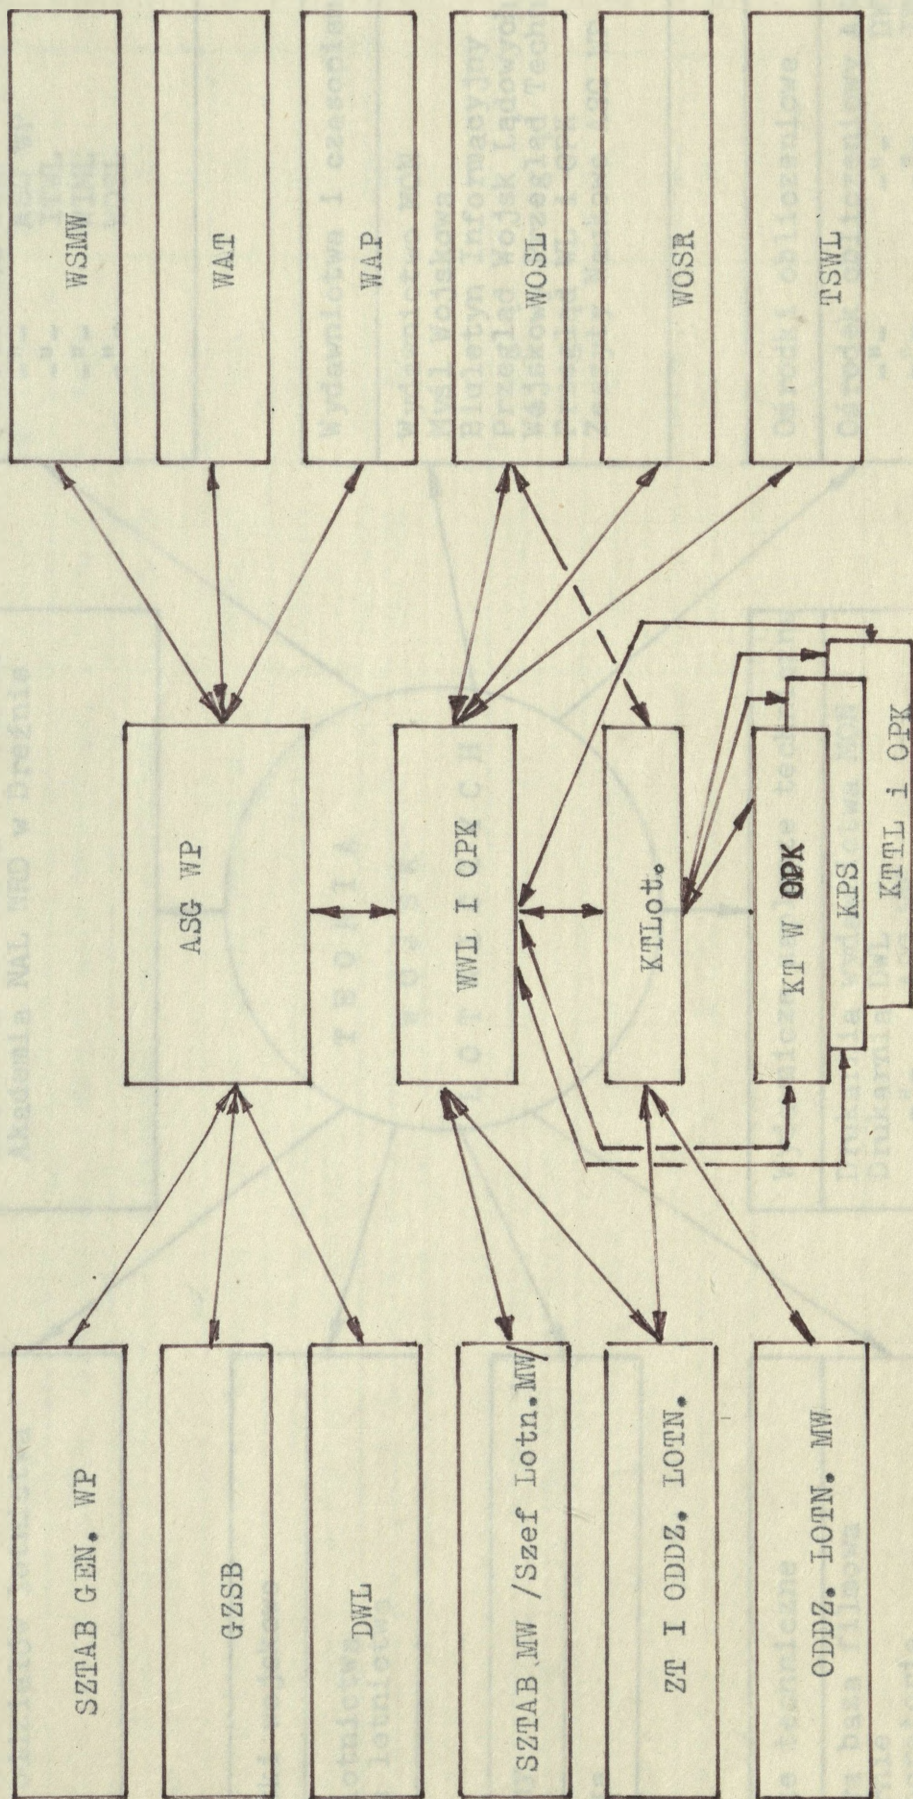 SZTAB GEN. WP
GZSB
DWL
SZTAB MW /Szef Lotn.MW/
ZT I ODDZ. LOTN.
ODDZ. LOTN. MW
ASG WP
WWL I OPK
KTLot.
KT W OPK
KPS
KTTL i OPK
WSMW
WAT
WAP
WOSL
WOSR
TSWL